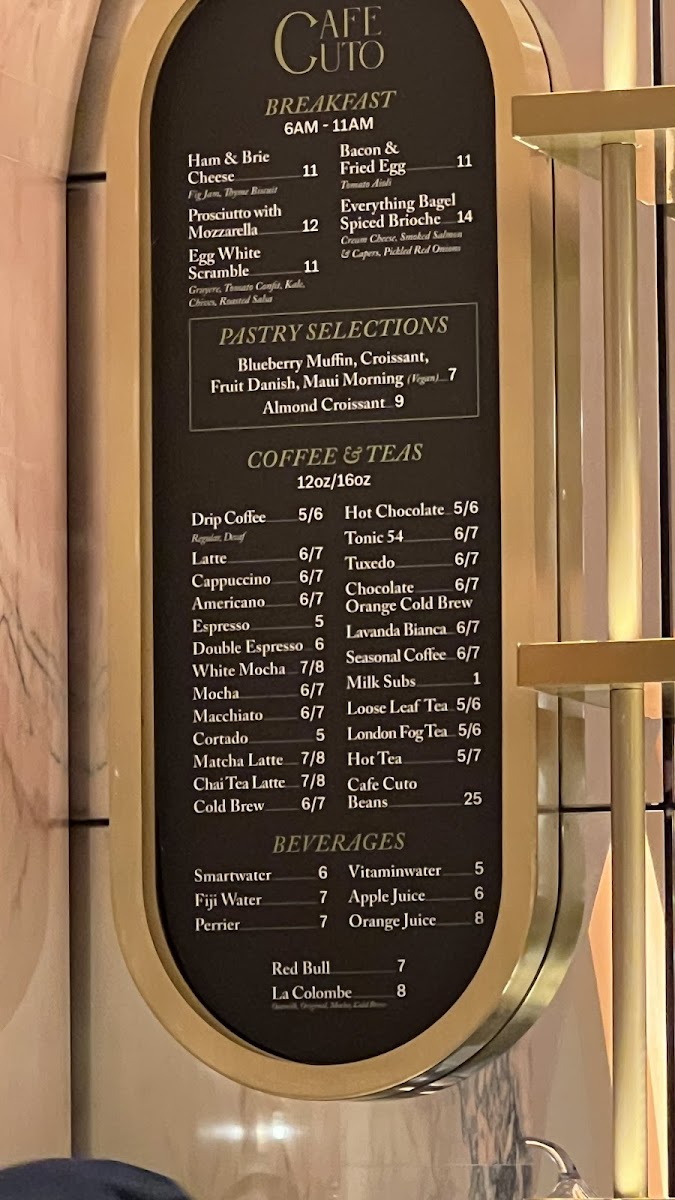 CAFE
CUTO
BREAKFAST
6AM - 11AM
Ham & Brie
Cheese 11
Fig Jam, Thyme Biscuit
Prosciutto with
Mozzarella 12
Egg White
Scramble 11
Gruyere, Tomato Confit, Kale,
Chives, Roasted Salsa
Bacon &
Fried Egg 11
Tomato Aioli
Everything Bagel
Spiced Brioche 14
Cream Cheese, Smoked Salmon
& Capers, Pickled Red Onions
PASTRY SELECTIONS
Blueberry Muffin, Croissant,
Fruit Danish, Maui Morning (Vegan) 7
Almond Croissant 9
COFFEE & TEAS
12oz/16oz
Drip Coffee 5/6
Regular, Decaf
Latte 6/7
Cappuccino 6/7
Americano 6/7
Espresso 5
Double Espresso 6
White Mocha 7/8
Mocha 6/7
Macchiato 6/7
Cortado 5
Matcha Latte 7/8
Chai Tea Latte 7/8
Cold Brew 6/7
Hot Chocolate 5/6
Tonic 54 6/7
Tuxedo 6/7
Chocolate 6/7
Orange Cold Brew
Lavanda Bianca 6/7
Seasonal Coffee 6/7
Milk Subs 1
Loose Leaf Tea 5/6
London Fog Tea 5/6
Hot Tea 5/7
Cafe Cuto
Beans 25
BEVERAGES
Smartwater 6
Fiji Water 7
Perrier 7
Vitaminwater 5
Apple Juice 6
Orange Juice 8
Red Bull 7
La Colombe 8
Oatmilk, Original, Mocha, Cold Brew